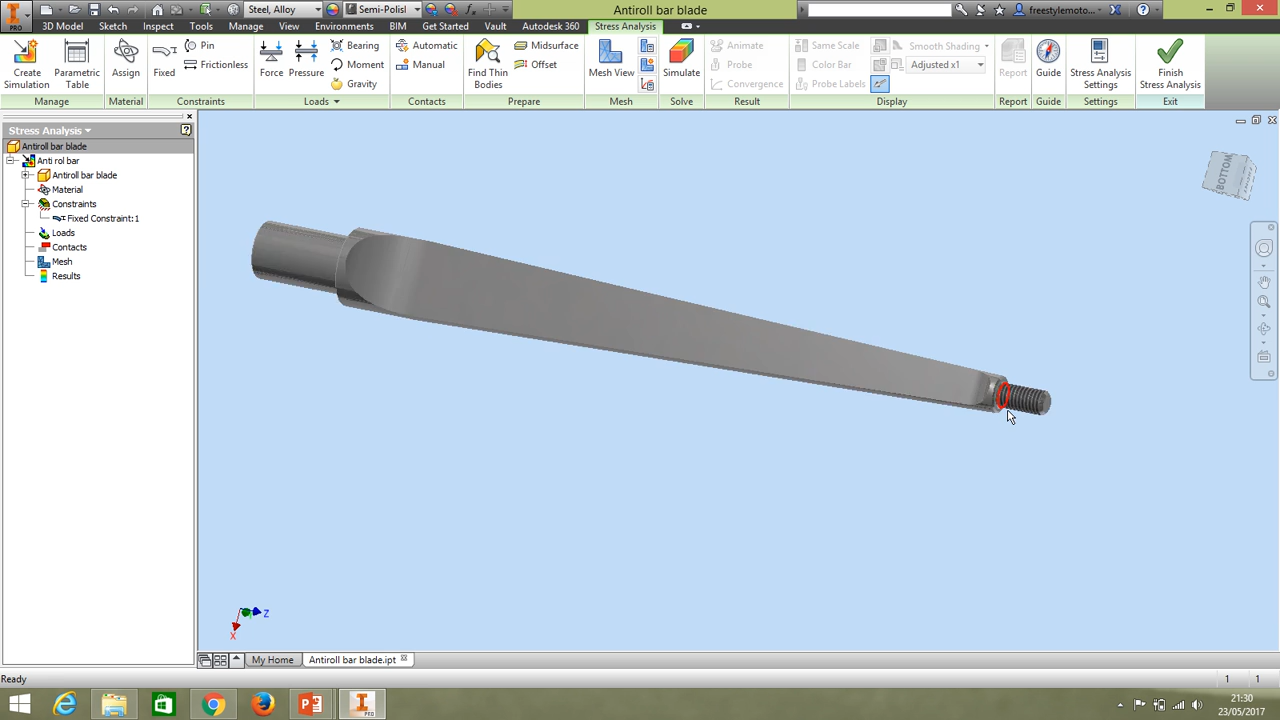 Steel, Alloy
Semi-Polisl
Antiroll bar blade
freestylemoto...
PRO
3D Model
Sketch
Inspect
Tools
Manage
View
Environments
BIM
Get Started
Vault
Autodesk 360
Stress Analysis
Create Simulation
Parametric Table
Assign
Fixed
Pin
Frictionless
Force
Pressure
Bearing
Moment
Gravity
Automatic
Manual
Find Thin Bodies
Midsurface
Offset
Mesh View
Simulate
Animate
Probe
Convergence
Same Scale
Color Bar
Probe Labels
Smooth Shading
Adjusted x1
Report
Guide
Stress Analysis Settings
Finish Stress Analysis
Manage
Material
Constraints
Loads
Contacts
Prepare
Mesh
Solve
Result
Display
Report
Guide
Settings
Exit
Stress Analysis
Antiroll bar blade
Anti rol bar
Antiroll bar blade
Material
Constraints
Fixed Constraint:1
Loads
Contacts
Mesh
Results
BOTTOM
Z
X
My Home
Antiroll bar blade.ipt
Ready
1
1
PRO
21:30
23/05/2017